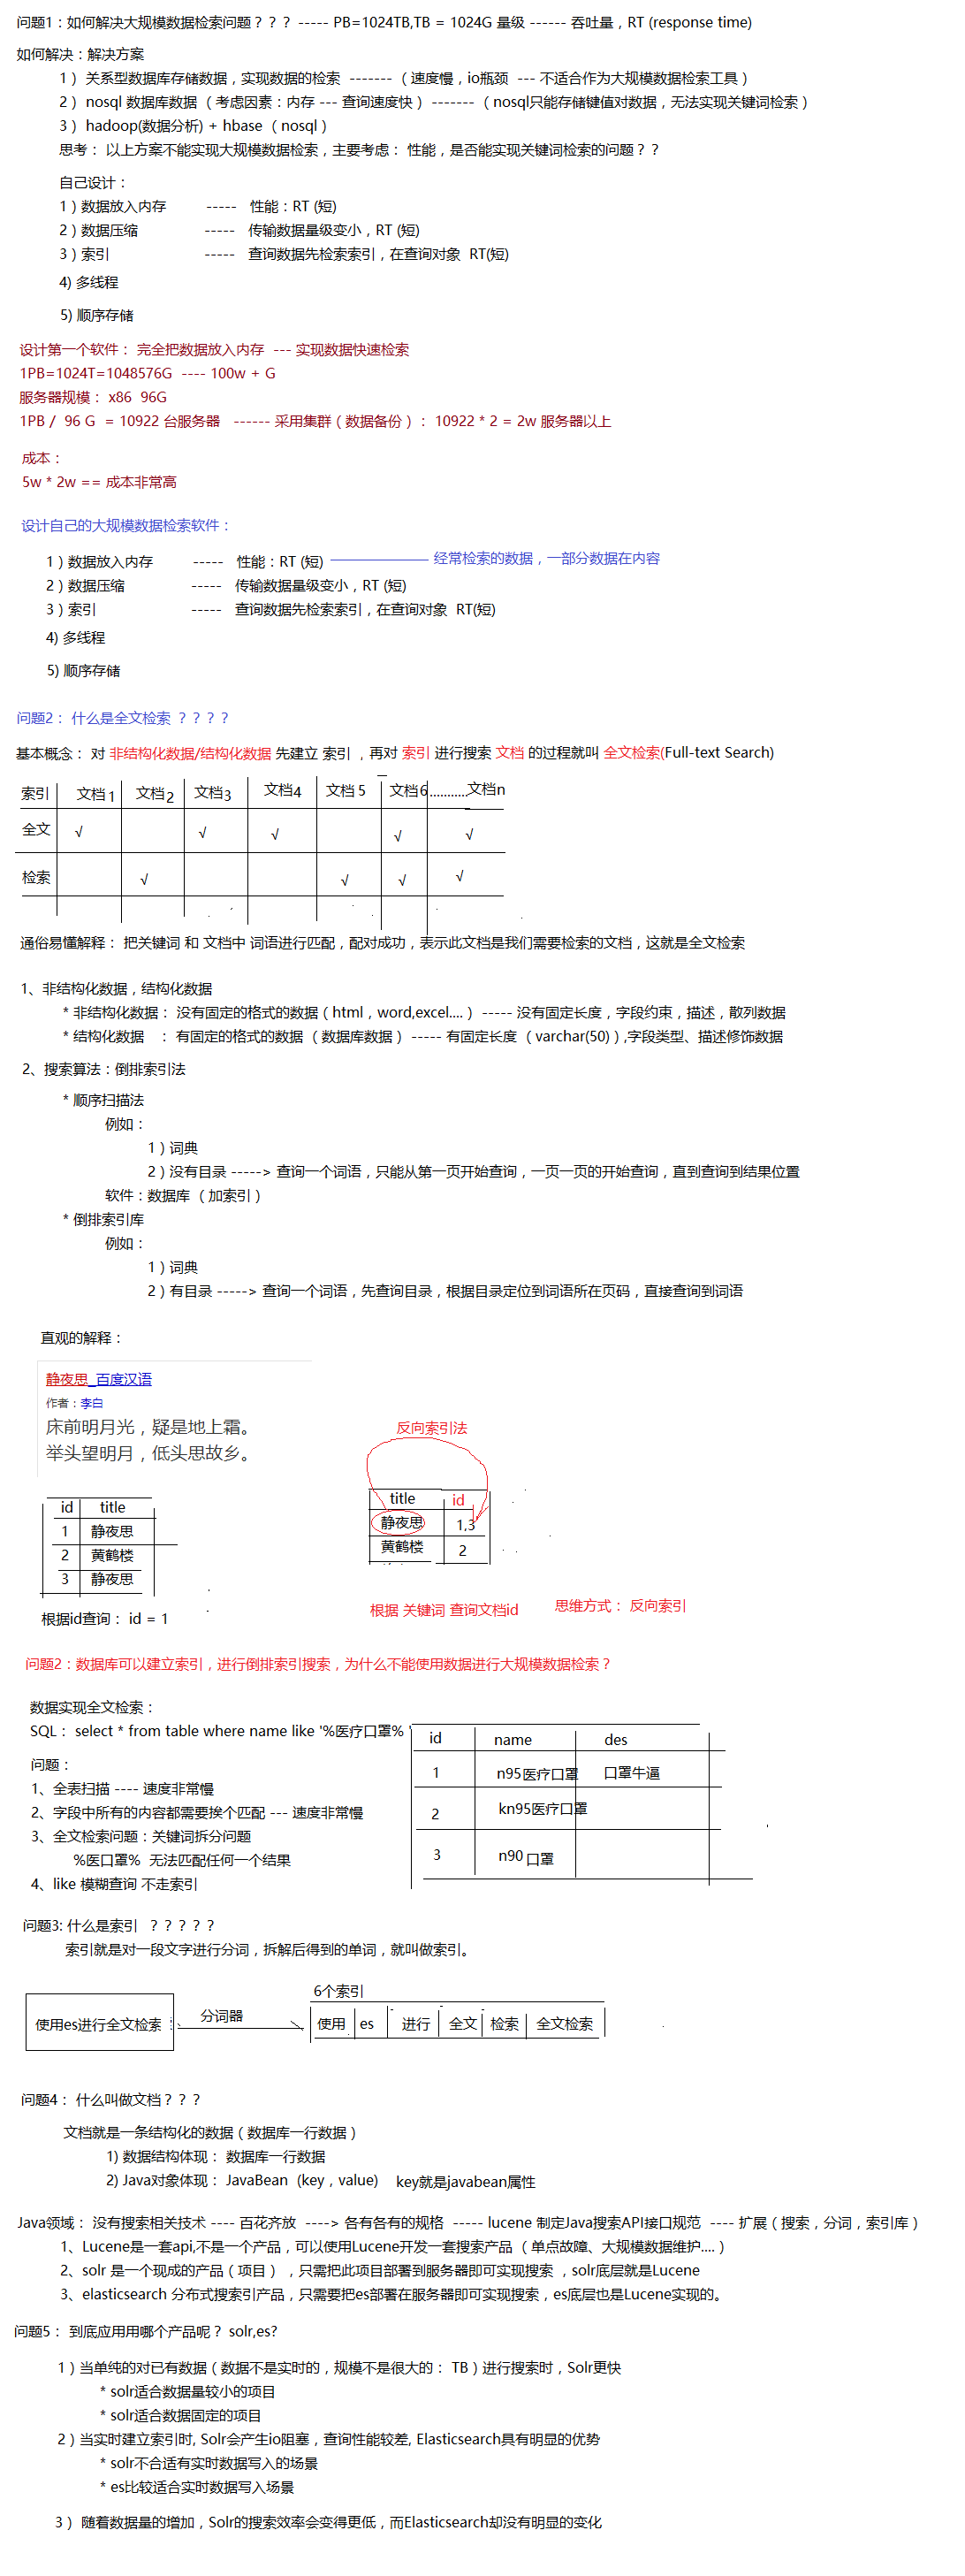 问题1：如何解决大规模数据检索问题？？？ ----- PB=1024TB,TB = 1024G 量级 ------ 吞吐量，RT (response time)
如何解决：解决方案
1） 关系型数据库存储数据，实现数据的检索 ------- （ 速度慢，io瓶颈 --- 不适合作为大规模数据检索工具 ）
2） nosql 数据库数据 （ 考虑因素：内存 --- 查询速度快 ） ------- （ nosql只能存储键值对数据，无法实现关键词检索 ）
3） hadoop(数据分析) + hbase （ nosql ）
思考： 以上方案不能实现大规模数据检索，主要考虑： 性能，是否能实现关键词检索的问题？？
自己设计：
1 ) 数据放入内存 ----- 性能：RT (短)
2 ) 数据压缩 ----- 传输数据量级变小，RT (短)
3 ) 索引 ----- 查询数据先检索索引，在查询对象 RT(短)
4) 多线程
5) 顺序存储
设计第一个软件： 完全把数据放入内存 --- 实现数据快速检索
1PB=1024T=1048576G ---- 100w + G
服务器规模： x86 96G
1PB / 96 G = 10922 台服务器 ------ 采用集群（ 数据备份 ）： 10922 * 2 = 2w 服务器以上
成本：
5w * 2w == 成本非常高
设计自己的大规模数据检索软件：
1 ) 数据放入内存 ----- 性能：RT (短) 经常检索的数据，一部分数据在内容
2 ) 数据压缩 ----- 传输数据量级变小，RT (短)
3 ) 索引 ----- 查询数据先检索索引，在查询对象 RT(短)
4) 多线程
5) 顺序存储
问题2： 什么是全文检索 ？？？？
基本概念： 对 非结构化数据/结构化数据 先建立 索引 ，再对 索引 进行搜索 文档 的过程就叫 全文检索(Full-text Search)
索引 文档1 文档2 文档3 文档4 文档5 文档6..........文档n
全文 √ √ √ √ √
检索 √ √ √ √
通俗易懂解释： 把关键词 和 文档中 词语进行匹配，配对成功，表示此文档是我们需要检索的文档，这就是全文检索
1、非结构化数据，结构化数据
* 非结构化数据： 没有固定的格式的数据（ html，word,excel.... ） ----- 没有固定长度，字段约束，描述，散列数据
* 结构化数据 ： 有固定的格式的数据 （ 数据库数据 ） ----- 有固定长度 （ varchar(50) ）,字段类型、描述修饰数据
2、搜索算法：倒排索引法
* 顺序扫描法
例如：
1 ) 词典
2 ) 没有目录 -----> 查询一个词语，只能从第一页开始查询，一页一页的开始查询，直到查询到结果位置
软件：数据库 （ 加索引 ）
* 倒排索引库
例如：
1 ) 词典
2 ) 有目录 -----> 查询一个词语，先查询目录，根据目录定位到词语所在页码，直接查询到词语
直观的解释：
静夜思_百度汉语
作者：李白
床前明月光，疑是地上霜。
举头望明月，低头思故乡。
反向索引法
title id
静夜思 1,3
黄鹤楼 2
id title
1 静夜思
2 黄鹤楼
3 静夜思
根据id查询： id = 1
根据 关键词 查询文档id
思维方式： 反向索引
问题2：数据库可以建立索引，进行倒排索引搜索，为什么不能使用数据进行大规模数据检索？
数据实现全文检索：
SQL： select * from table where name like '%医疗口罩% '
问题：
1、全表扫描 ---- 速度非常慢
2、字段中所有的内容都需要挨个匹配 --- 速度非常慢
3、全文检索问题：关键词拆分问题
%医口罩% 无法匹配任何一个结果
4、like 模糊查询 不走索引
id name des
1 n95医疗口罩 口罩牛逼
2 kn95医疗口罩
3 n90 口罩
问题3: 什么是索引 ？？？？？
索引就是对一段文字进行分词，拆解后得到的单词，就叫做索引。
6个索引
使用es进行全文检索 分词器 使用 es 进行 全文 检索 全文检索
问题4： 什么叫做文档？？？
文档就是一条结构化的数据（ 数据库一行数据 ）
1) 数据结构体现： 数据库一行数据
2) Java对象体现： JavaBean (key，value) key就是javabean属性
Java领域： 没有搜索相关技术 ---- 百花齐放 ----> 各有各有的规格 ----- lucene 制定Java搜索API接口规范 ---- 扩展（ 搜索，分词，索引库 ）
1、Lucene是一套api,不是一个产品，可以使用Lucene开发一套搜索产品 （ 单点故障、大规模数据维护.... ）
2、solr 是一个现成的产品（ 项目 ） ，只需把此项目部署到服务器即可实现搜索 ，solr底层就是Lucene
3、elasticsearch 分布式搜索引产品，只需要把es部署在服务器即可实现搜索，es底层也是Lucene实现的。
问题5： 到底应用用哪个产品呢？ solr,es?
1 ) 当单纯的对已有数据（ 数据不是实时的，规模不是很大的： TB ）进行搜索时，Solr更快
* solr适合数据量较小的项目
* solr适合数据固定的项目
2 ) 当实时建立索引时, Solr会产生io阻塞，查询性能较差, Elasticsearch具有明显的优势
* solr不合适有实时数据写入的场景
* es比较适合实时数据写入场景
3 ） 随着数据量的增加，Solr的搜索效率会变得更低，而Elasticsearch却没有明显的变化